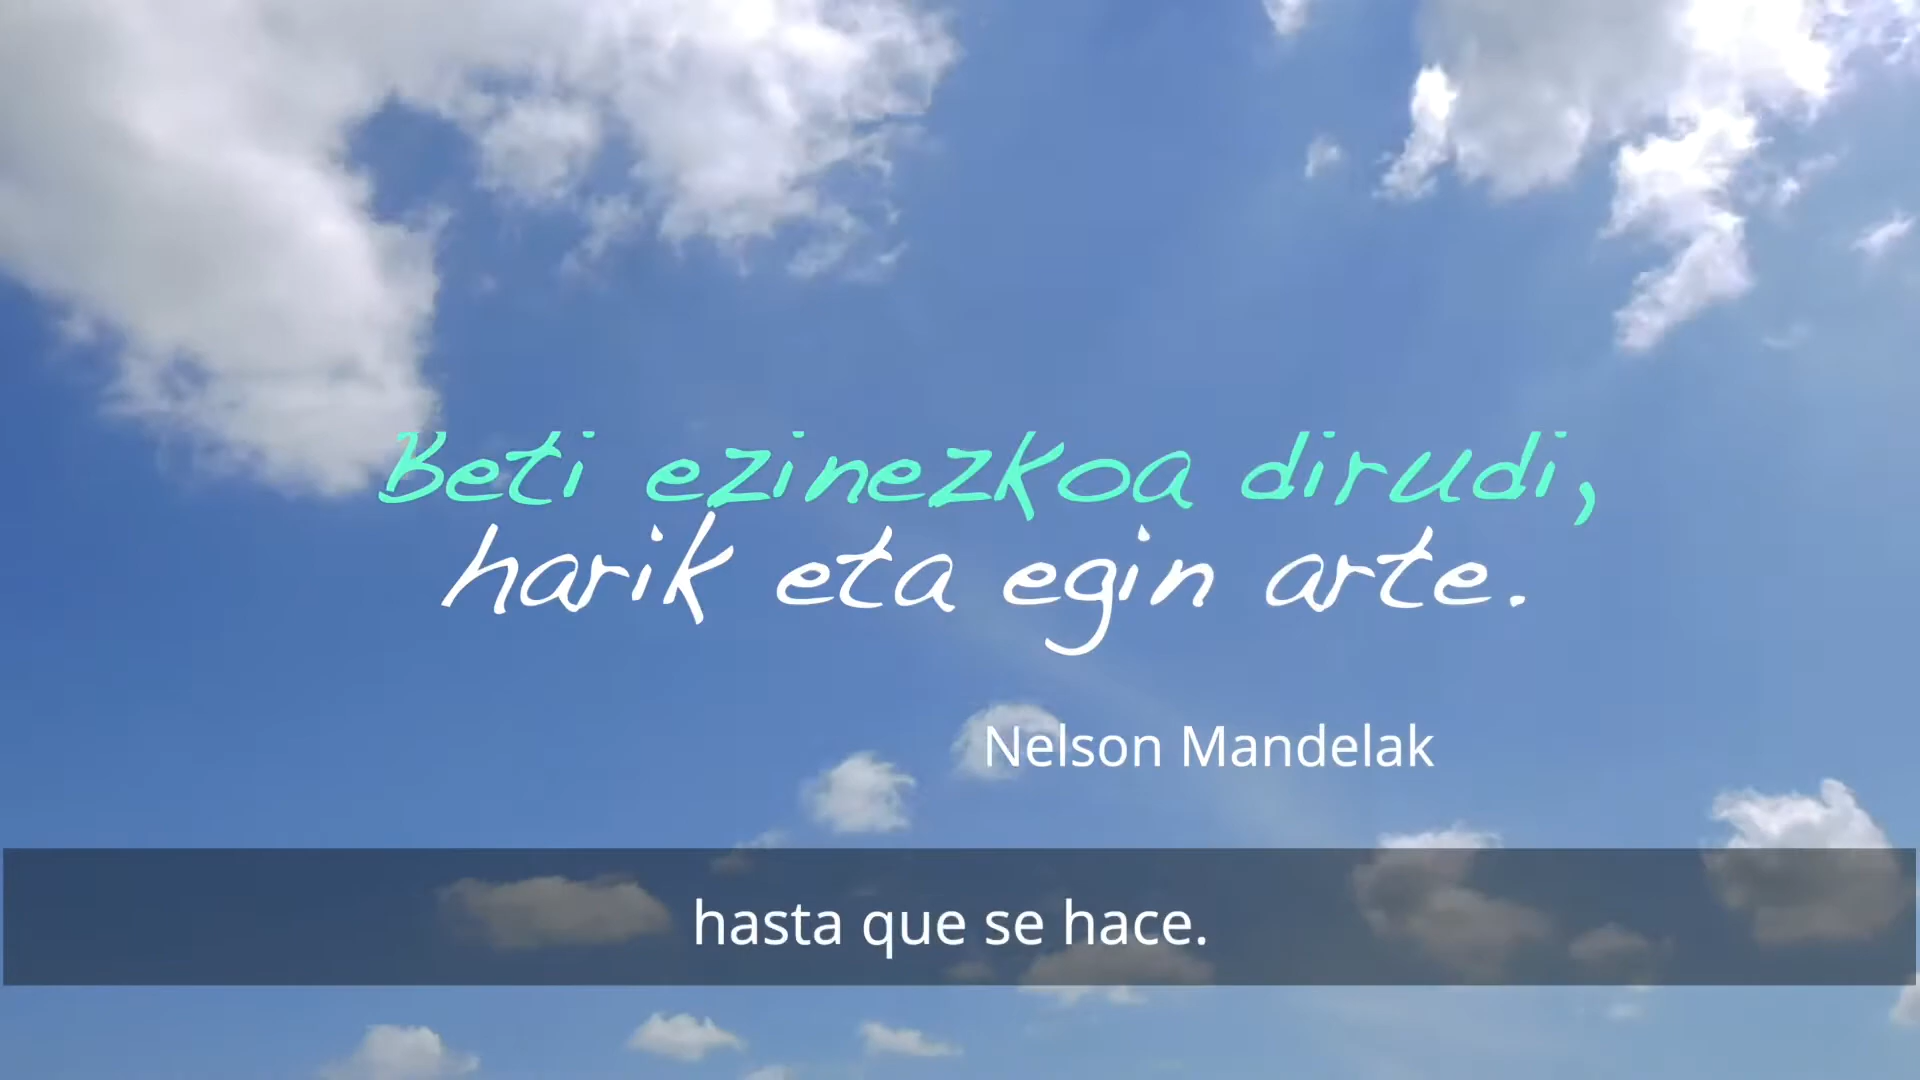 Beti ezinezkoa dirudi,
harik eta egin arte.
Nelson Mandelak
hasta que se hace.